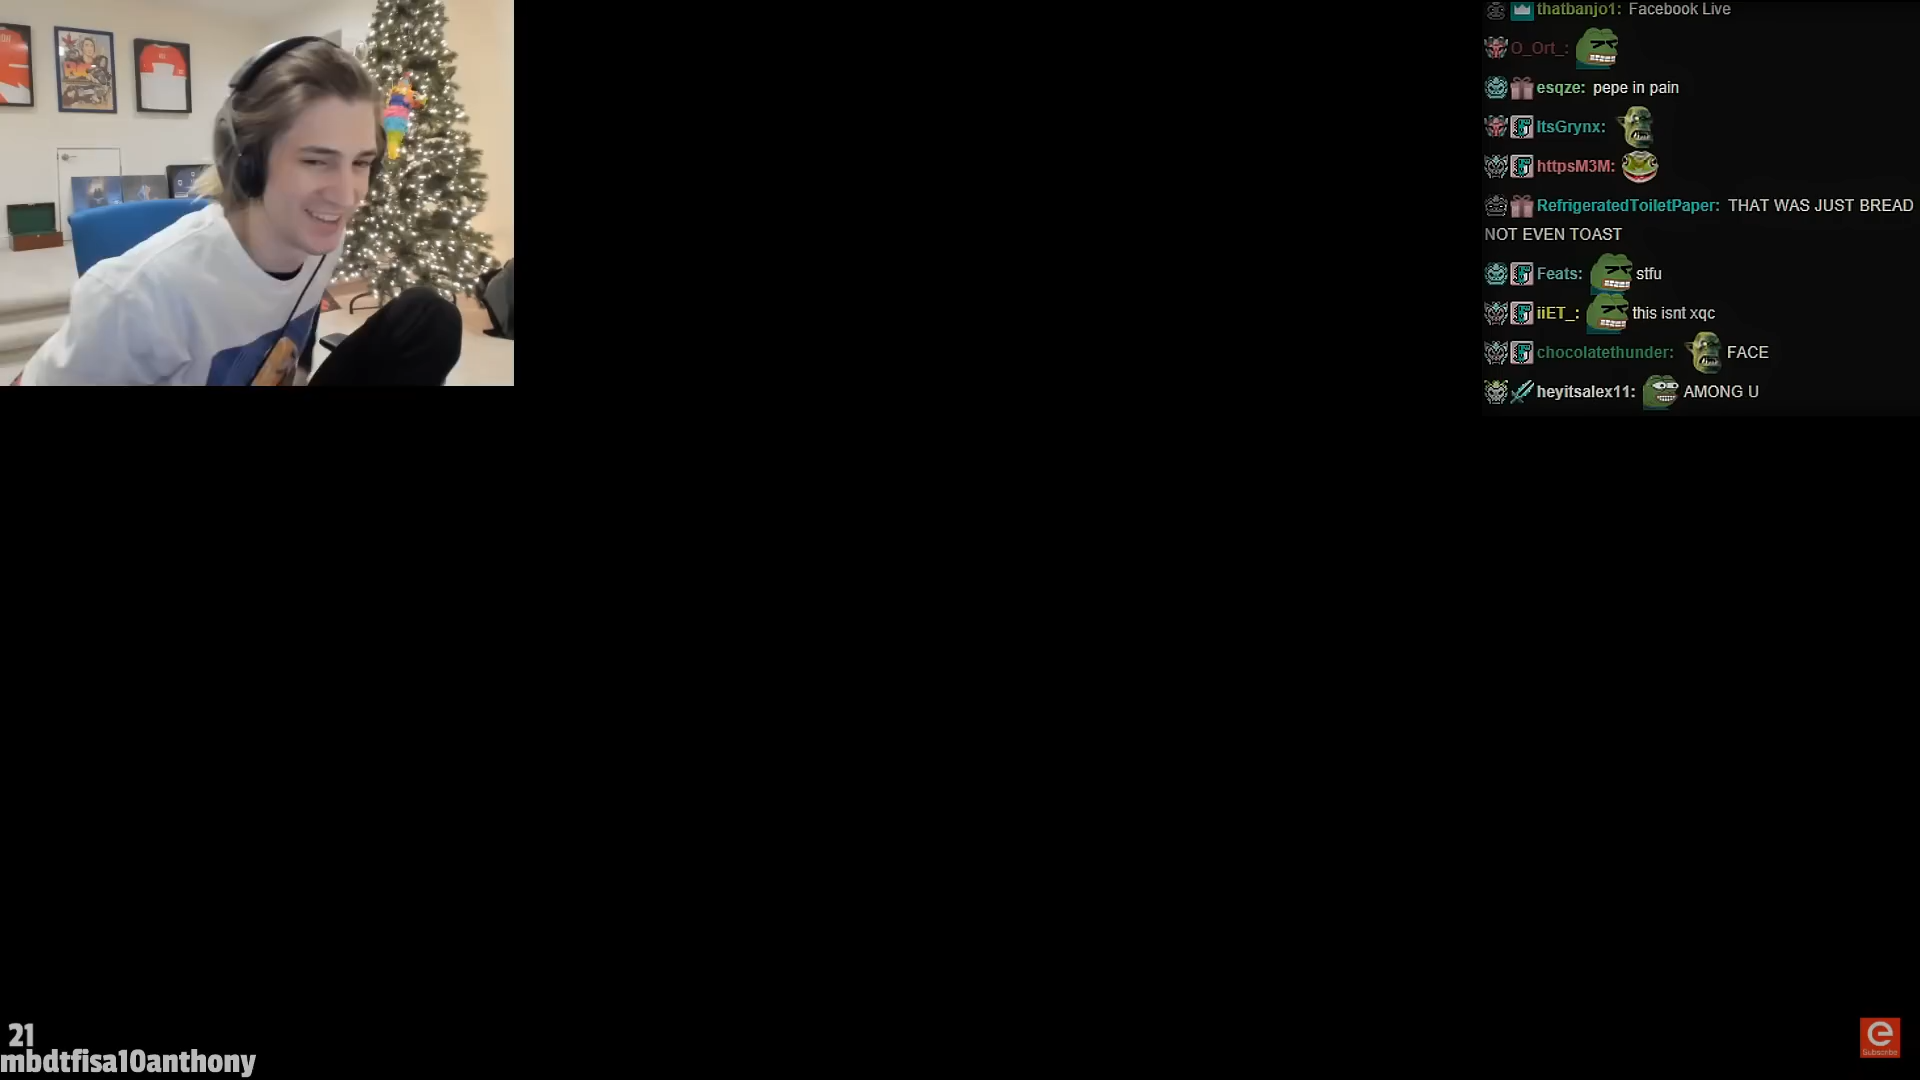 thatbanjo1: Facebook Live
O_Ort_:
esqze: pepe in pain
ItsGrynx:
httpsM3M:
RefrigeratedToiletPaper: THAT WAS JUST BREAD
NOT EVEN TOAST
Feats: stfu
iiET_: this isnt xqc
chocolatethunder: FACE
heyitsalex11: AMONG U
21
mbdtfisa10anthony
e
Subscribe